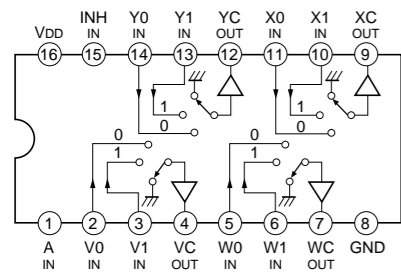 INH Y0 Y1 YC X0 X1 XC
VDD IN IN IN OUT IN IN OUT
16 15 14 13 12 11 10 9
1 1
0 0
0 0
1 1
1 2 3 4 5 6 7 8
A V0 V1 VC W0 W1 WC GND
IN IN IN OUT IN IN OUT